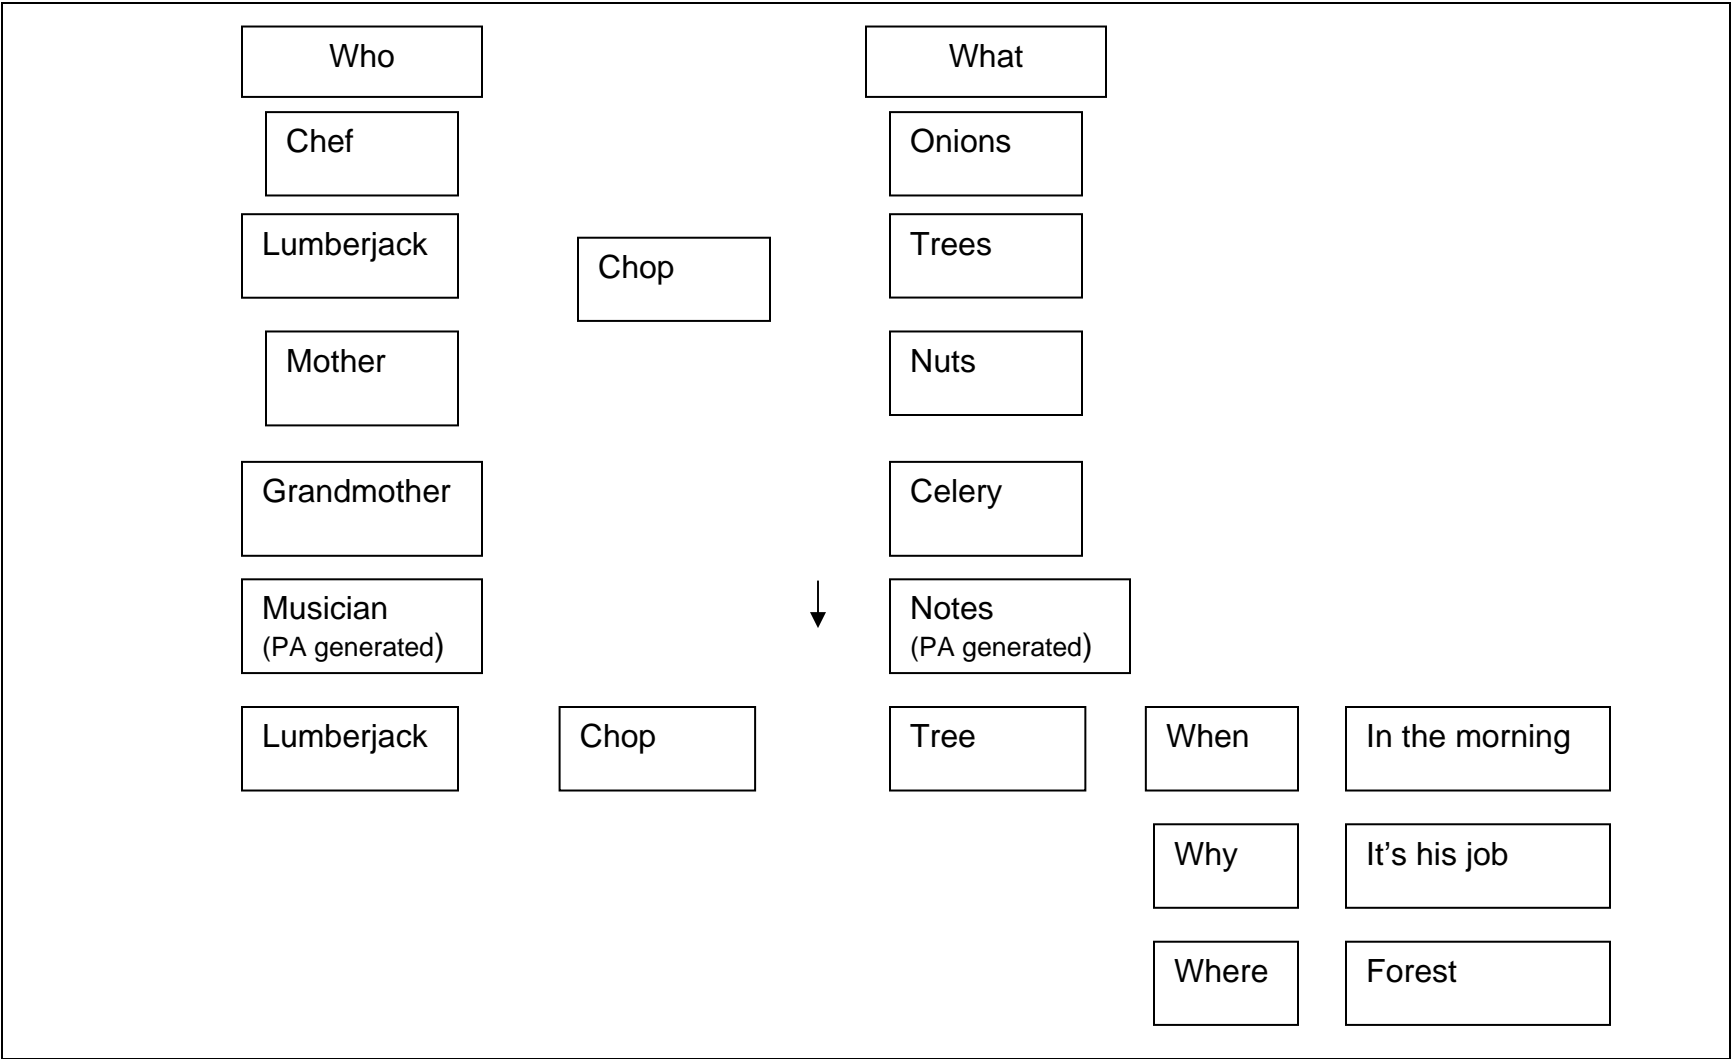 Who
What
Chef
Onions
Lumberjack
Chop
Trees
Mother
Nuts
Grandmother
Celery
Musician
(PA generated)
Notes
(PA generated)
Lumberjack
Chop
Tree
When
In the morning
Why
It's his job
Where
Forest